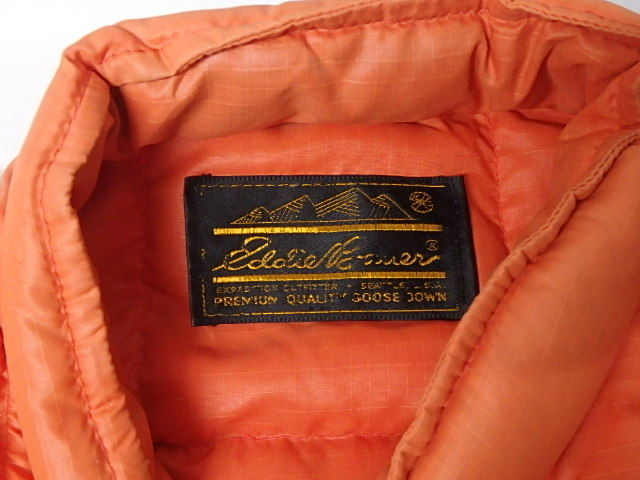 Eddie Bauer ®
EXPEDITION OUTFITTER • SEATTLE, U.S.A.
PREMIUM QUALITY GOOSE DOWN